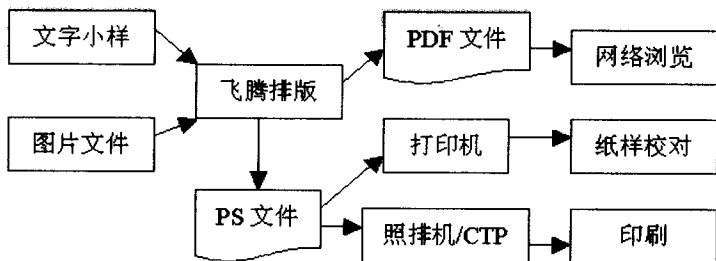 文字小样
图片文件
飞腾排版
PDF 文件
网络浏览
打印机
纸样校对
PS 文件
照排机/CTP
印刷